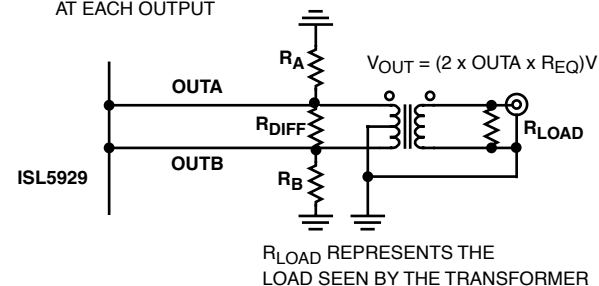 AT EACH OUTPUT
RA
VOUT = (2 x OUTA x REQ)V
OUTA
RDIFF
RLOAD
OUTB
ISL5929
RB
RLOAD REPRESENTS THE
LOAD SEEN BY THE TRANSFORMER